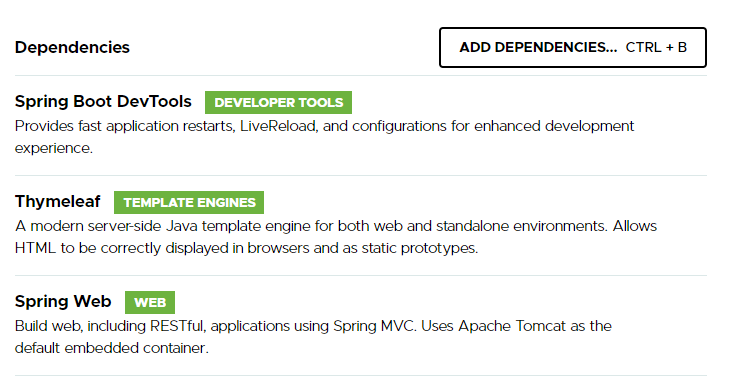 Dependencies
ADD DEPENDENCIES... CTRL + B
Spring Boot DevTools DEVELOPER TOOLS
Provides fast application restarts, LiveReload, and configurations for enhanced development
experience.
Thymeleaf TEMPLATE ENGINES
A modern server-side Java template engine for both web and standalone environments. Allows
HTML to be correctly displayed in browsers and as static prototypes.
Spring Web WEB
Build web, including RESTful, applications using Spring MVC. Uses Apache Tomcat as the
default embedded container.